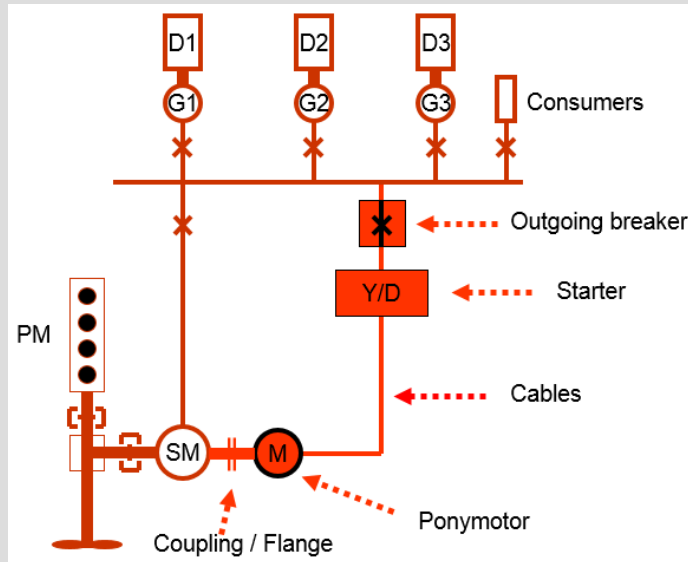 D1
D2
D3
G1
G2
G3
Consumers
Outgoing breaker
Y/D
Starter
PM
Cables
SM
M
Ponymotor
Coupling / Flange